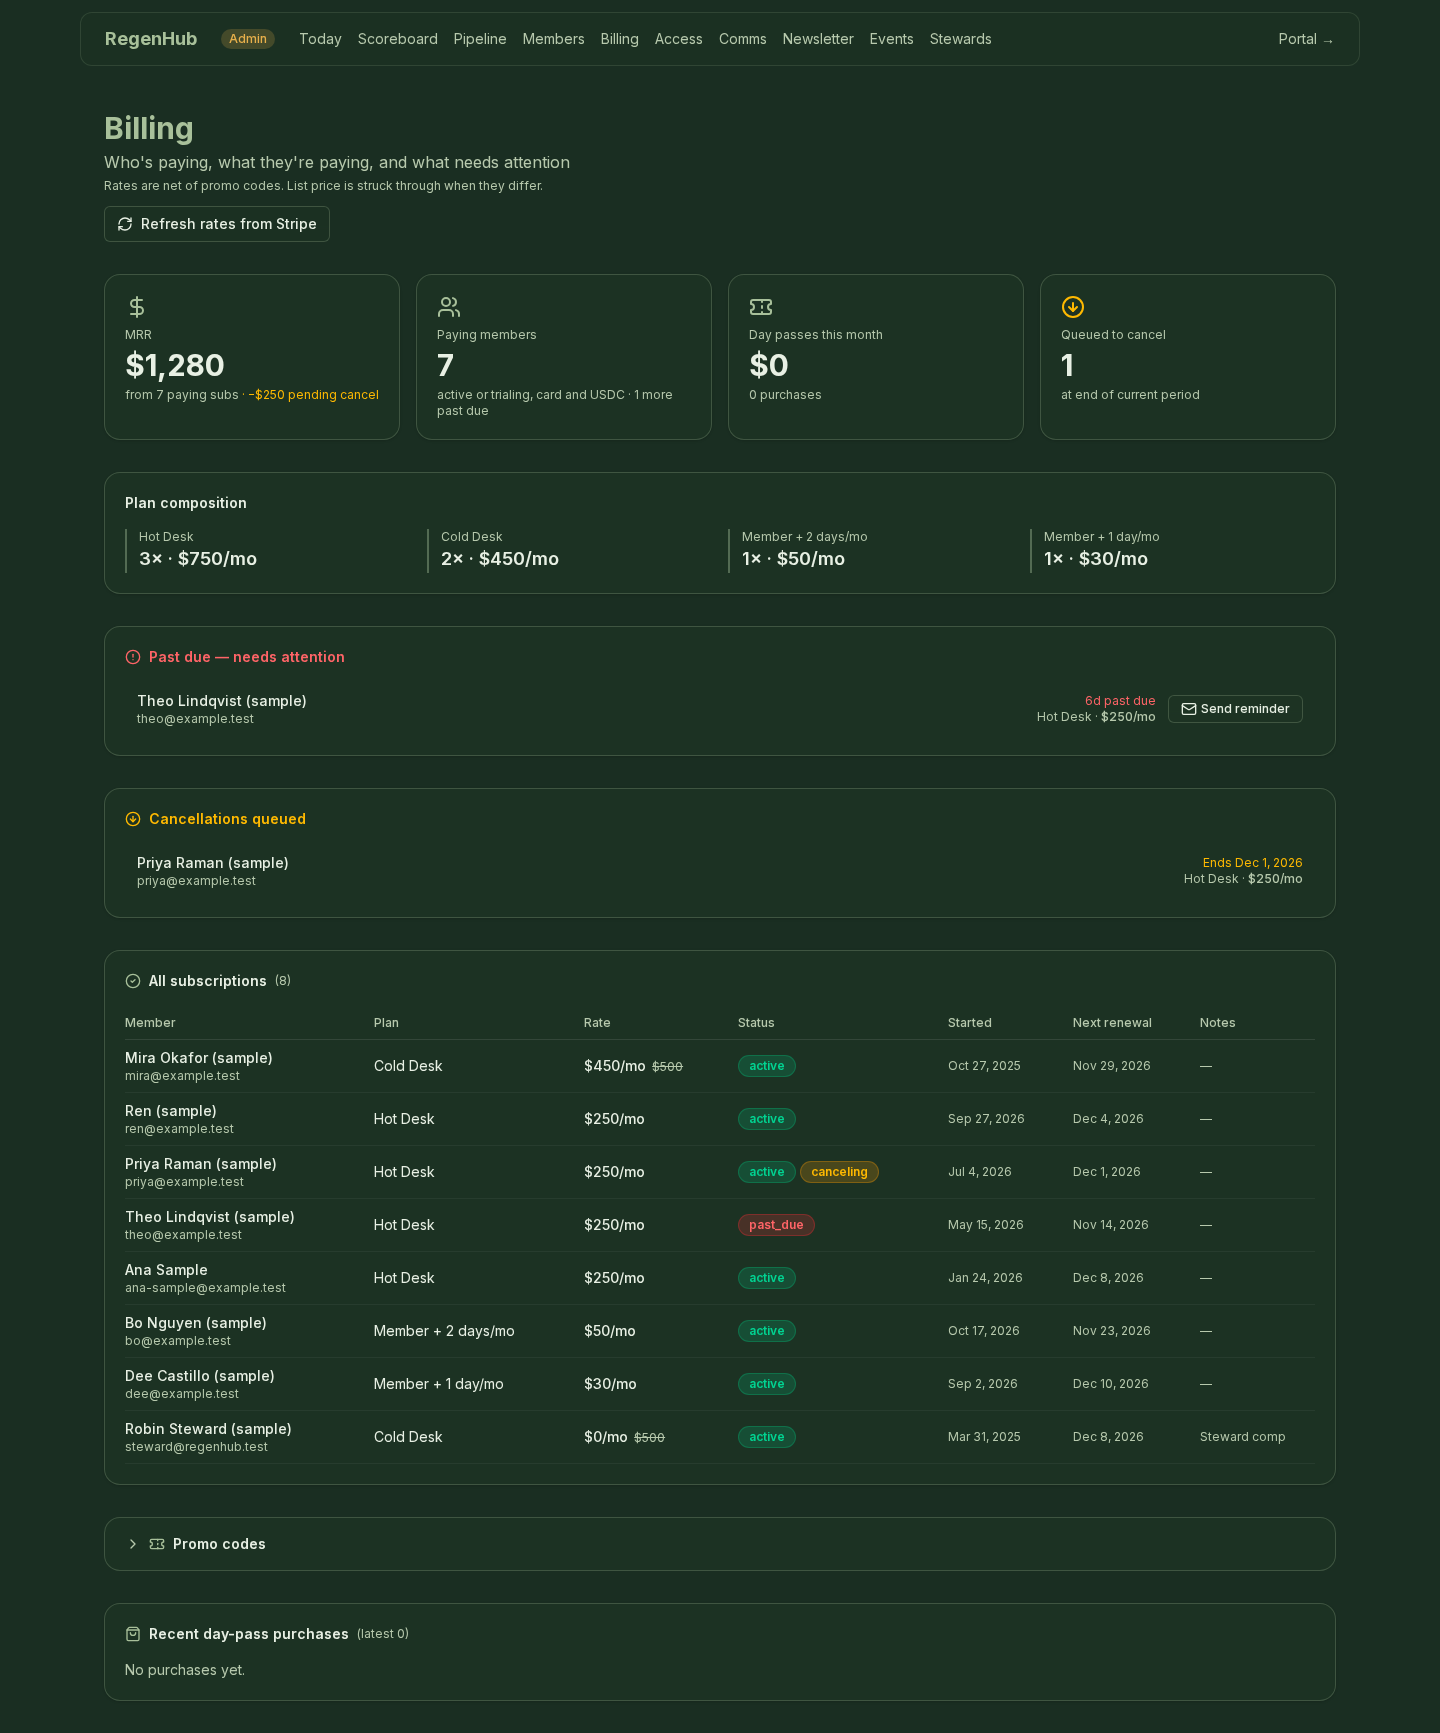 RegenHub Admin Today Scoreboard Pipeline Members Billing Access Comms Newsletter Events Stewards Portal →
Billing
Who's paying, what they're paying, and what needs attention
Rates are net of promo codes. List price is struck through when they differ.
Refresh rates from Stripe
MRR
$1,280
from 7 paying subs · −$250 pending cancel
Paying members
7
active or trialing, card and USDC · 1 more
past due
Day passes this month
$0
0 purchases
Queued to cancel
1
at end of current period
Plan composition
Hot Desk
3× · $750/mo
Cold Desk
2× · $450/mo
Member + 2 days/mo
1× · $50/mo
Member + 1 day/mo
1× · $30/mo
Past due — needs attention
Theo Lindqvist (sample)
theo@example.test
6d past due
Hot Desk · $250/mo
Send reminder
Cancellations queued
Priya Raman (sample)
priya@example.test
Ends Dec 1, 2026
Hot Desk · $250/mo
All subscriptions (8)
Member Plan Rate Status Started Next renewal Notes
Mira Okafor (sample)
mira@example.test
Cold Desk $450/mo $500 active Oct 27, 2025 Nov 29, 2026 —
Ren (sample)
ren@example.test
Hot Desk $250/mo active Sep 27, 2026 Dec 4, 2026 —
Priya Raman (sample)
priya@example.test
Hot Desk $250/mo active canceling Jul 4, 2026 Dec 1, 2026 —
Theo Lindqvist (sample)
theo@example.test
Hot Desk $250/mo past_due May 15, 2026 Nov 14, 2026 —
Ana Sample
ana-sample@example.test
Hot Desk $250/mo active Jan 24, 2026 Dec 8, 2026 —
Bo Nguyen (sample)
bo@example.test
Member + 2 days/mo $50/mo active Oct 17, 2026 Nov 23, 2026 —
Dee Castillo (sample)
dee@example.test
Member + 1 day/mo $30/mo active Sep 2, 2026 Dec 10, 2026 —
Robin Steward (sample)
steward@regenhub.test
Cold Desk $0/mo $500 active Mar 31, 2025 Dec 8, 2026 Steward comp
Promo codes
Recent day-pass purchases (latest 0)
No purchases yet.